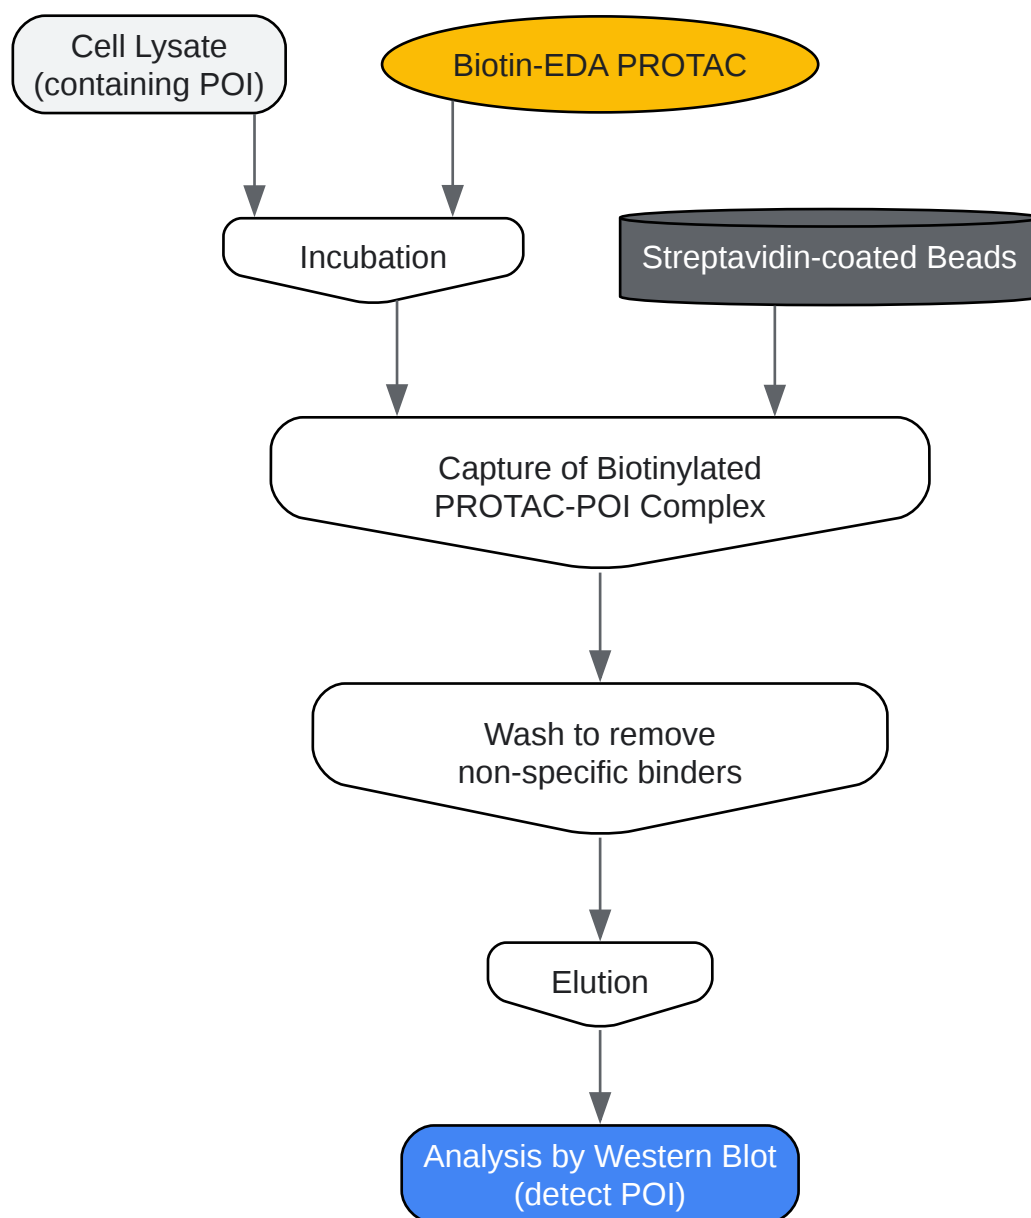 Cell Lysate
(containing POI)
Biotin-EDA PROTAC
Incubation
Streptavidin-coated Beads
Capture of Biotinylated
PROTAC-POI Complex
Wash to remove
non-specific binders
Elution
Analysis by Western Blot
(detect POI)